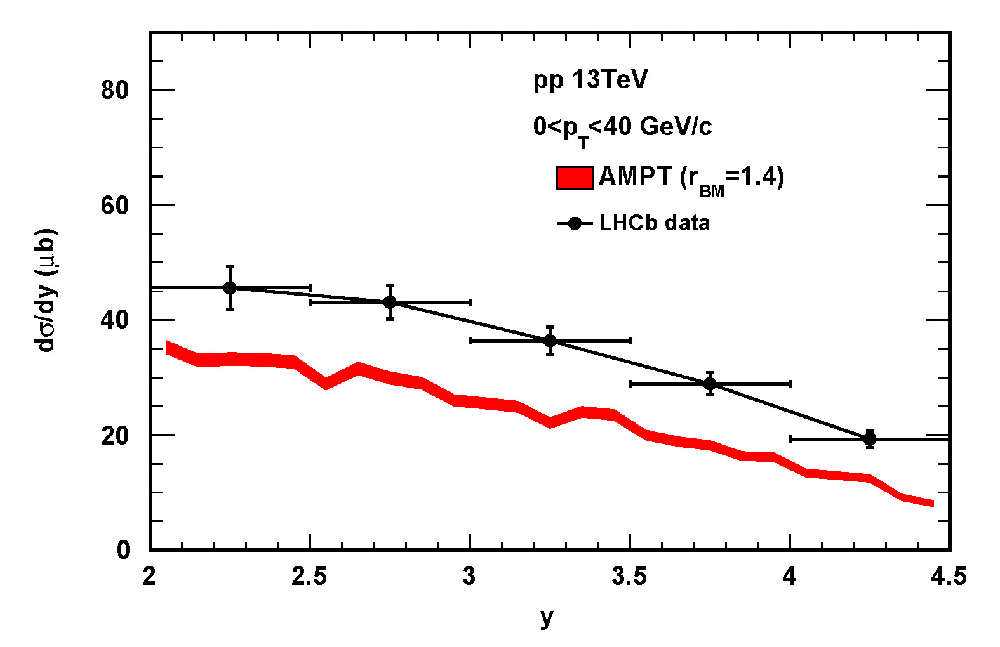 pp 13TeV
0<pT<40 GeV/c
AMPT (rBM=1.4)
LHCb data
dσ/dy (μb)
80
60
40
20
0
2 2.5 3 3.5 4 4.5
y